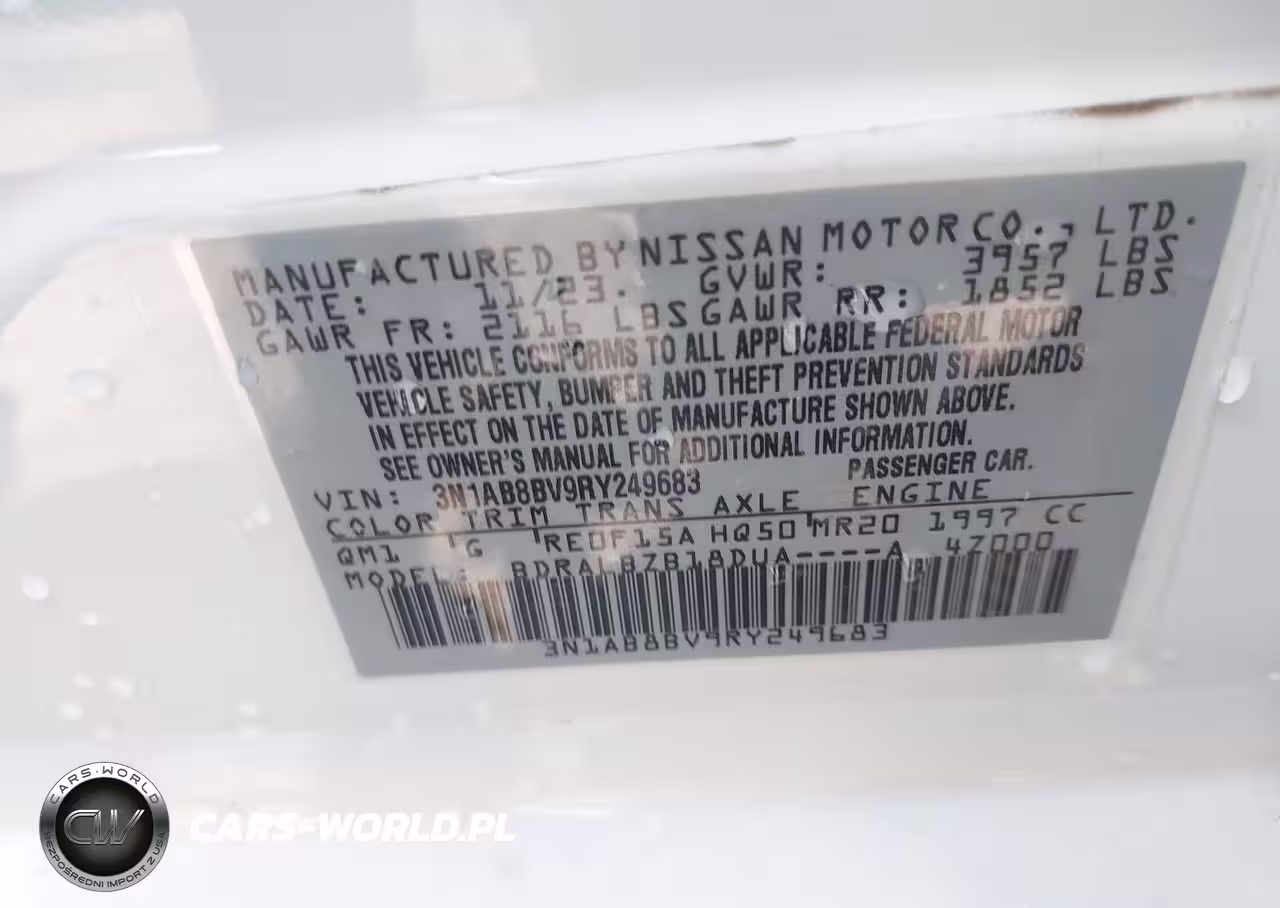 MANUFACTURED BY NISSAN MOTOR CO., LTD.
DATE: 11/23. GVWR: 3957 LBS
GAWR FR: 2116 LBS GAWR RR: 1852 LBS
THIS VEHICLE CONFORMS TO ALL APPLICABLE FEDERAL MOTOR
VEHICLE SAFETY, BUMPER AND THEFT PREVENTION STANDARDS
IN EFFECT ON THE DATE OF MANUFACTURE SHOWN ABOVE.
SEE OWNER'S MANUAL FOR ADDITIONAL INFORMATION.
VIN: 3N1AB8BV9RY249683 PASSENGER CAR.
COLOR TRIM TRANS AXLE ENGINE
QM1 G RE0F15A HQ50 MR20 1997 CC
MODEL: BDRALBZB18DUA----A 4Z000
3N1AB8BV9RY249683
CARS-WORLD
CW
BEZPOŚREDNI IMPORT Z USA
CARS-WORLD.PL